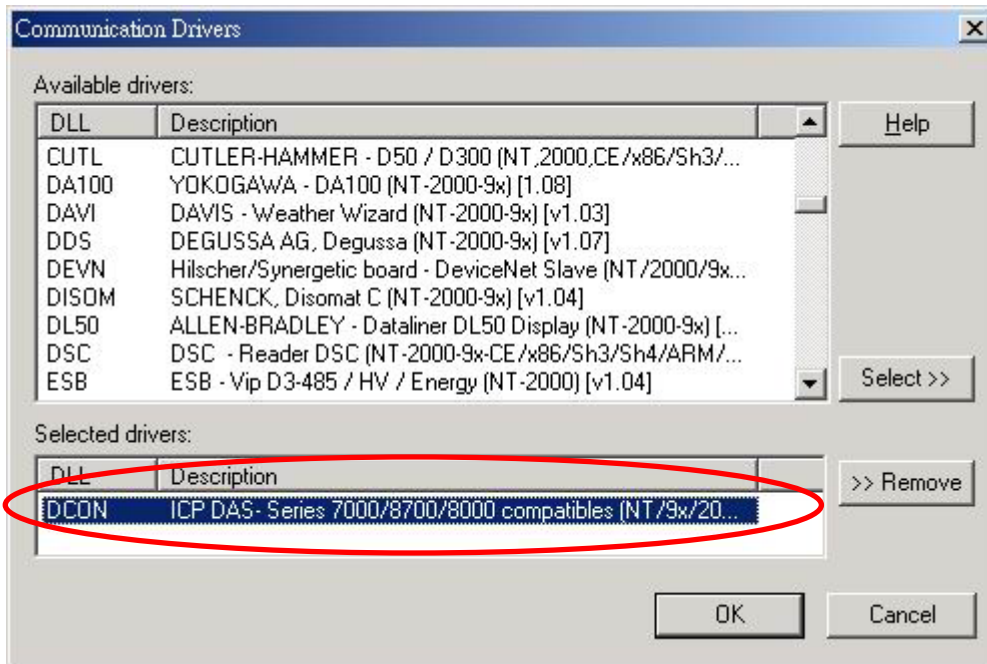 Communication Drivers
Available drivers:
DLL Description
CUTL CUTLER-HAMMER - D50 / D300 (NT,2000,CE/x86/Sh3/...
DA100 YOKOGAWA - DA100 (NT-2000-9x) [1.08]
DAVI DAVIS - Weather Wizard (NT-2000-9x) [v1.03]
DDS DEGUSSA AG, Degussa (NT-2000-9x) [v1.07]
DEVN Hilscher/Synergetic board - DeviceNet Slave (NT/2000/9x...
DISOM SCHENCK, Disomat C (NT-2000-9x) [v1.04]
DL50 ALLEN-BRADLEY - Dataliner DL50 Display (NT-2000-9x) [...
DSC DSC - Reader DSC (NT-2000-9x-CE/x86/Sh3/Sh4/ARM/...
ESB ESB - Vip D3-485 / HV / Energy (NT-2000) [v1.04]
Help
Select >>
Selected drivers:
DLL Description
DCON ICP DAS- Series 7000/8700/8000 compatibles (NT/9x/20...
>> Remove
OK Cancel